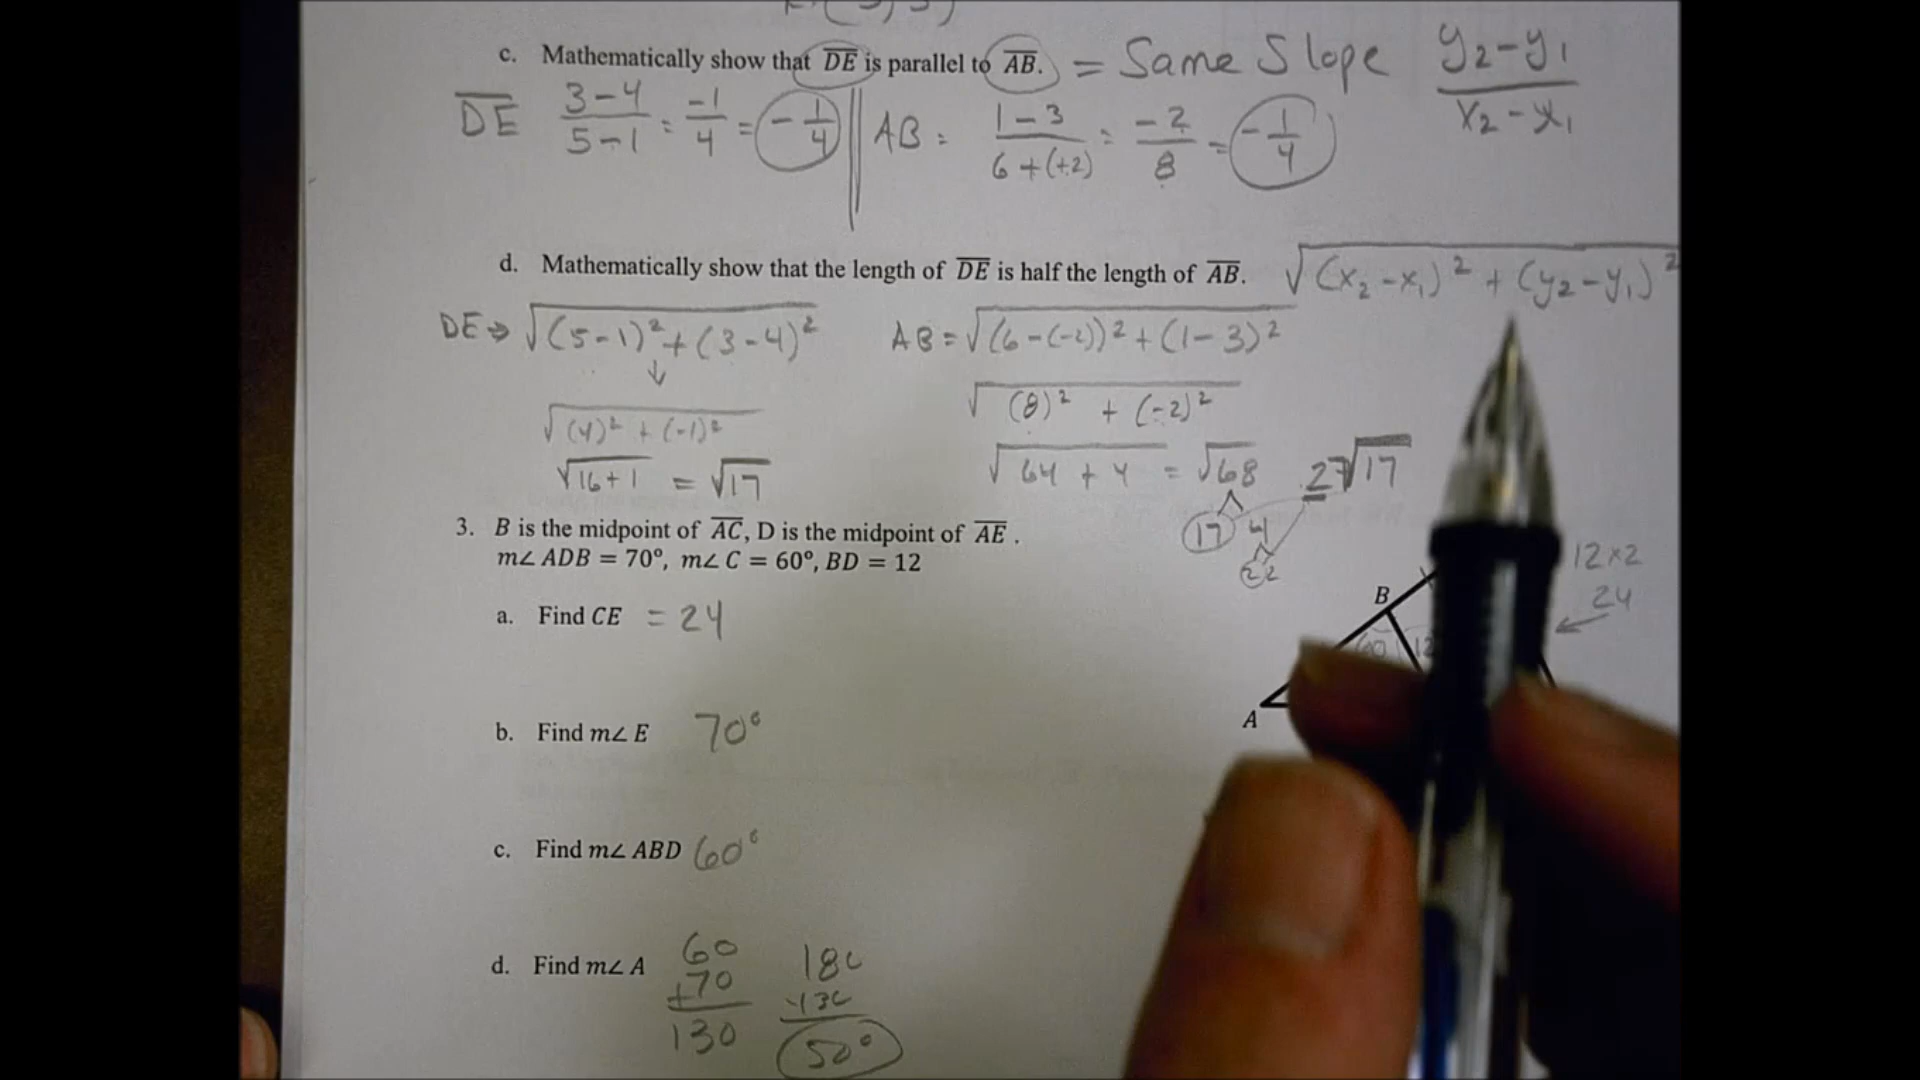 c. Mathematically show that DE is parallel to AB. = Same Slope y₂-y₁ / x₂-x₁
DE 3-4 / 5-1 = -1/4 = -1/4 || AB = 1-3 / 6+(+2) = -2/8 = -1/4
d. Mathematically show that the length of DE is half the length of AB. √(x₂-x₁)² + (y₂-y₁)²
DE → √(5-1)² + (3-4)² AB = √(6-(-2))² + (1-3)²
√(4)² + (-1)² √(8)² + (-2)²
√16+1 = √17 √64 + 4 = √68 2√17
17 4
2 2
3. B is the midpoint of AC, D is the midpoint of AE .
m∠ ADB = 70°, m∠ C = 60°, BD = 12
12×2
24
B
60 12
A
a. Find CE = 24
b. Find m∠ E 70°
c. Find m∠ ABD 60°
d. Find m∠ A 60 180
+70 -130
130 50°